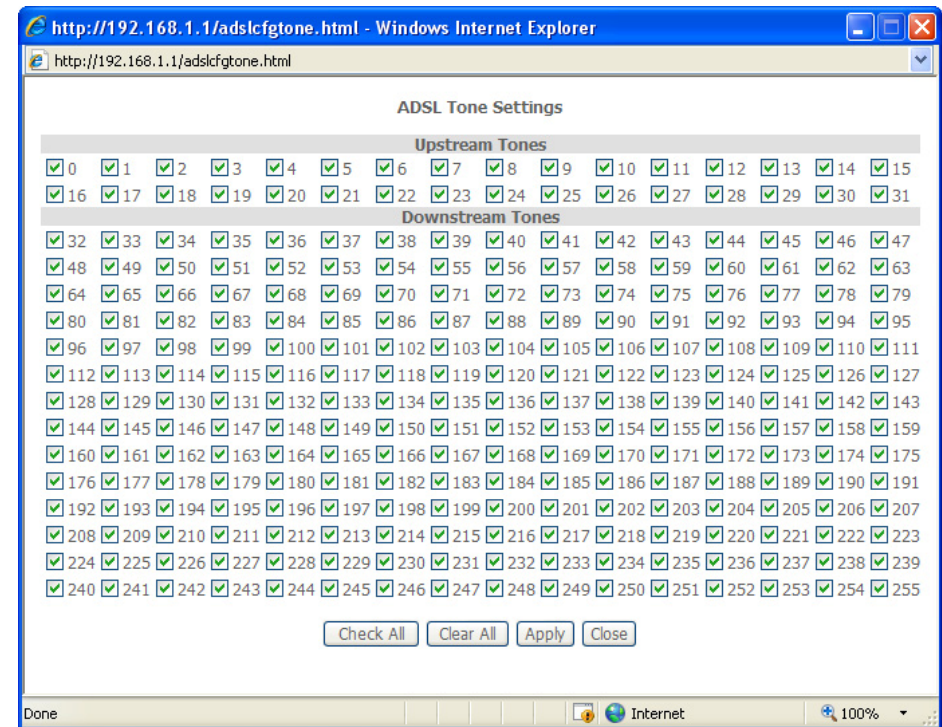 http://192.168.1.1/adslcfgtone.html - Windows Internet Explorer
http://192.168.1.1/adslcfgtone.html
ADSL Tone Settings
Upstream Tones
0 1 2 3 4 5 6 7 8 9 10 11 12 13 14 15
16 17 18 19 20 21 22 23 24 25 26 27 28 29 30 31
Downstream Tones
32 33 34 35 36 37 38 39 40 41 42 43 44 45 46 47
48 49 50 51 52 53 54 55 56 57 58 59 60 61 62 63
64 65 66 67 68 69 70 71 72 73 74 75 76 77 78 79
80 81 82 83 84 85 86 87 88 89 90 91 92 93 94 95
96 97 98 99 100 101 102 103 104 105 106 107 108 109 110 111
112 113 114 115 116 117 118 119 120 121 122 123 124 125 126 127
128 129 130 131 132 133 134 135 136 137 138 139 140 141 142 143
144 145 146 147 148 149 150 151 152 153 154 155 156 157 158 159
160 161 162 163 164 165 166 167 168 169 170 171 172 173 174 175
176 177 178 179 180 181 182 183 184 185 186 187 188 189 190 191
192 193 194 195 196 197 198 199 200 201 202 203 204 205 206 207
208 209 210 211 212 213 214 215 216 217 218 219 220 221 222 223
224 225 226 227 228 229 230 231 232 233 234 235 236 237 238 239
240 241 242 243 244 245 246 247 248 249 250 251 252 253 254 255
Check All Clear All Apply Close
Done Internet 100%